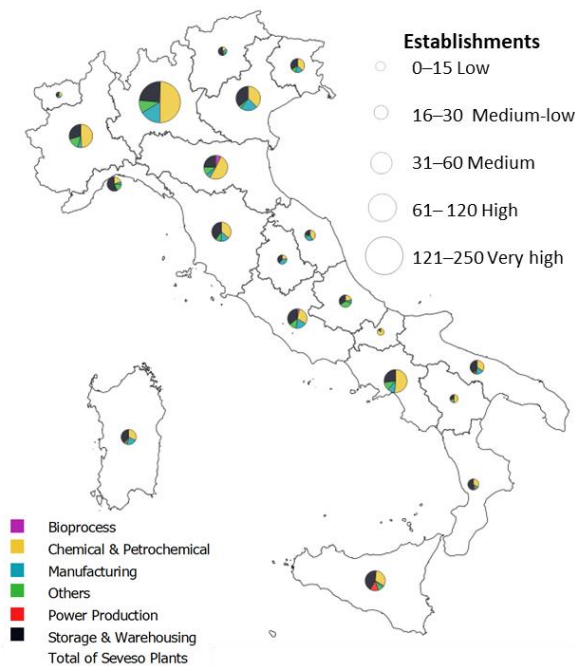 Establishments
0–15 Low
16–30 Medium-low
31–60 Medium
61– 120 High
121–250 Very high
Bioprocess
Chemical & Petrochemical
Manufacturing
Others
Power Production
Storage & Warehousing
Total of Seveso Plants